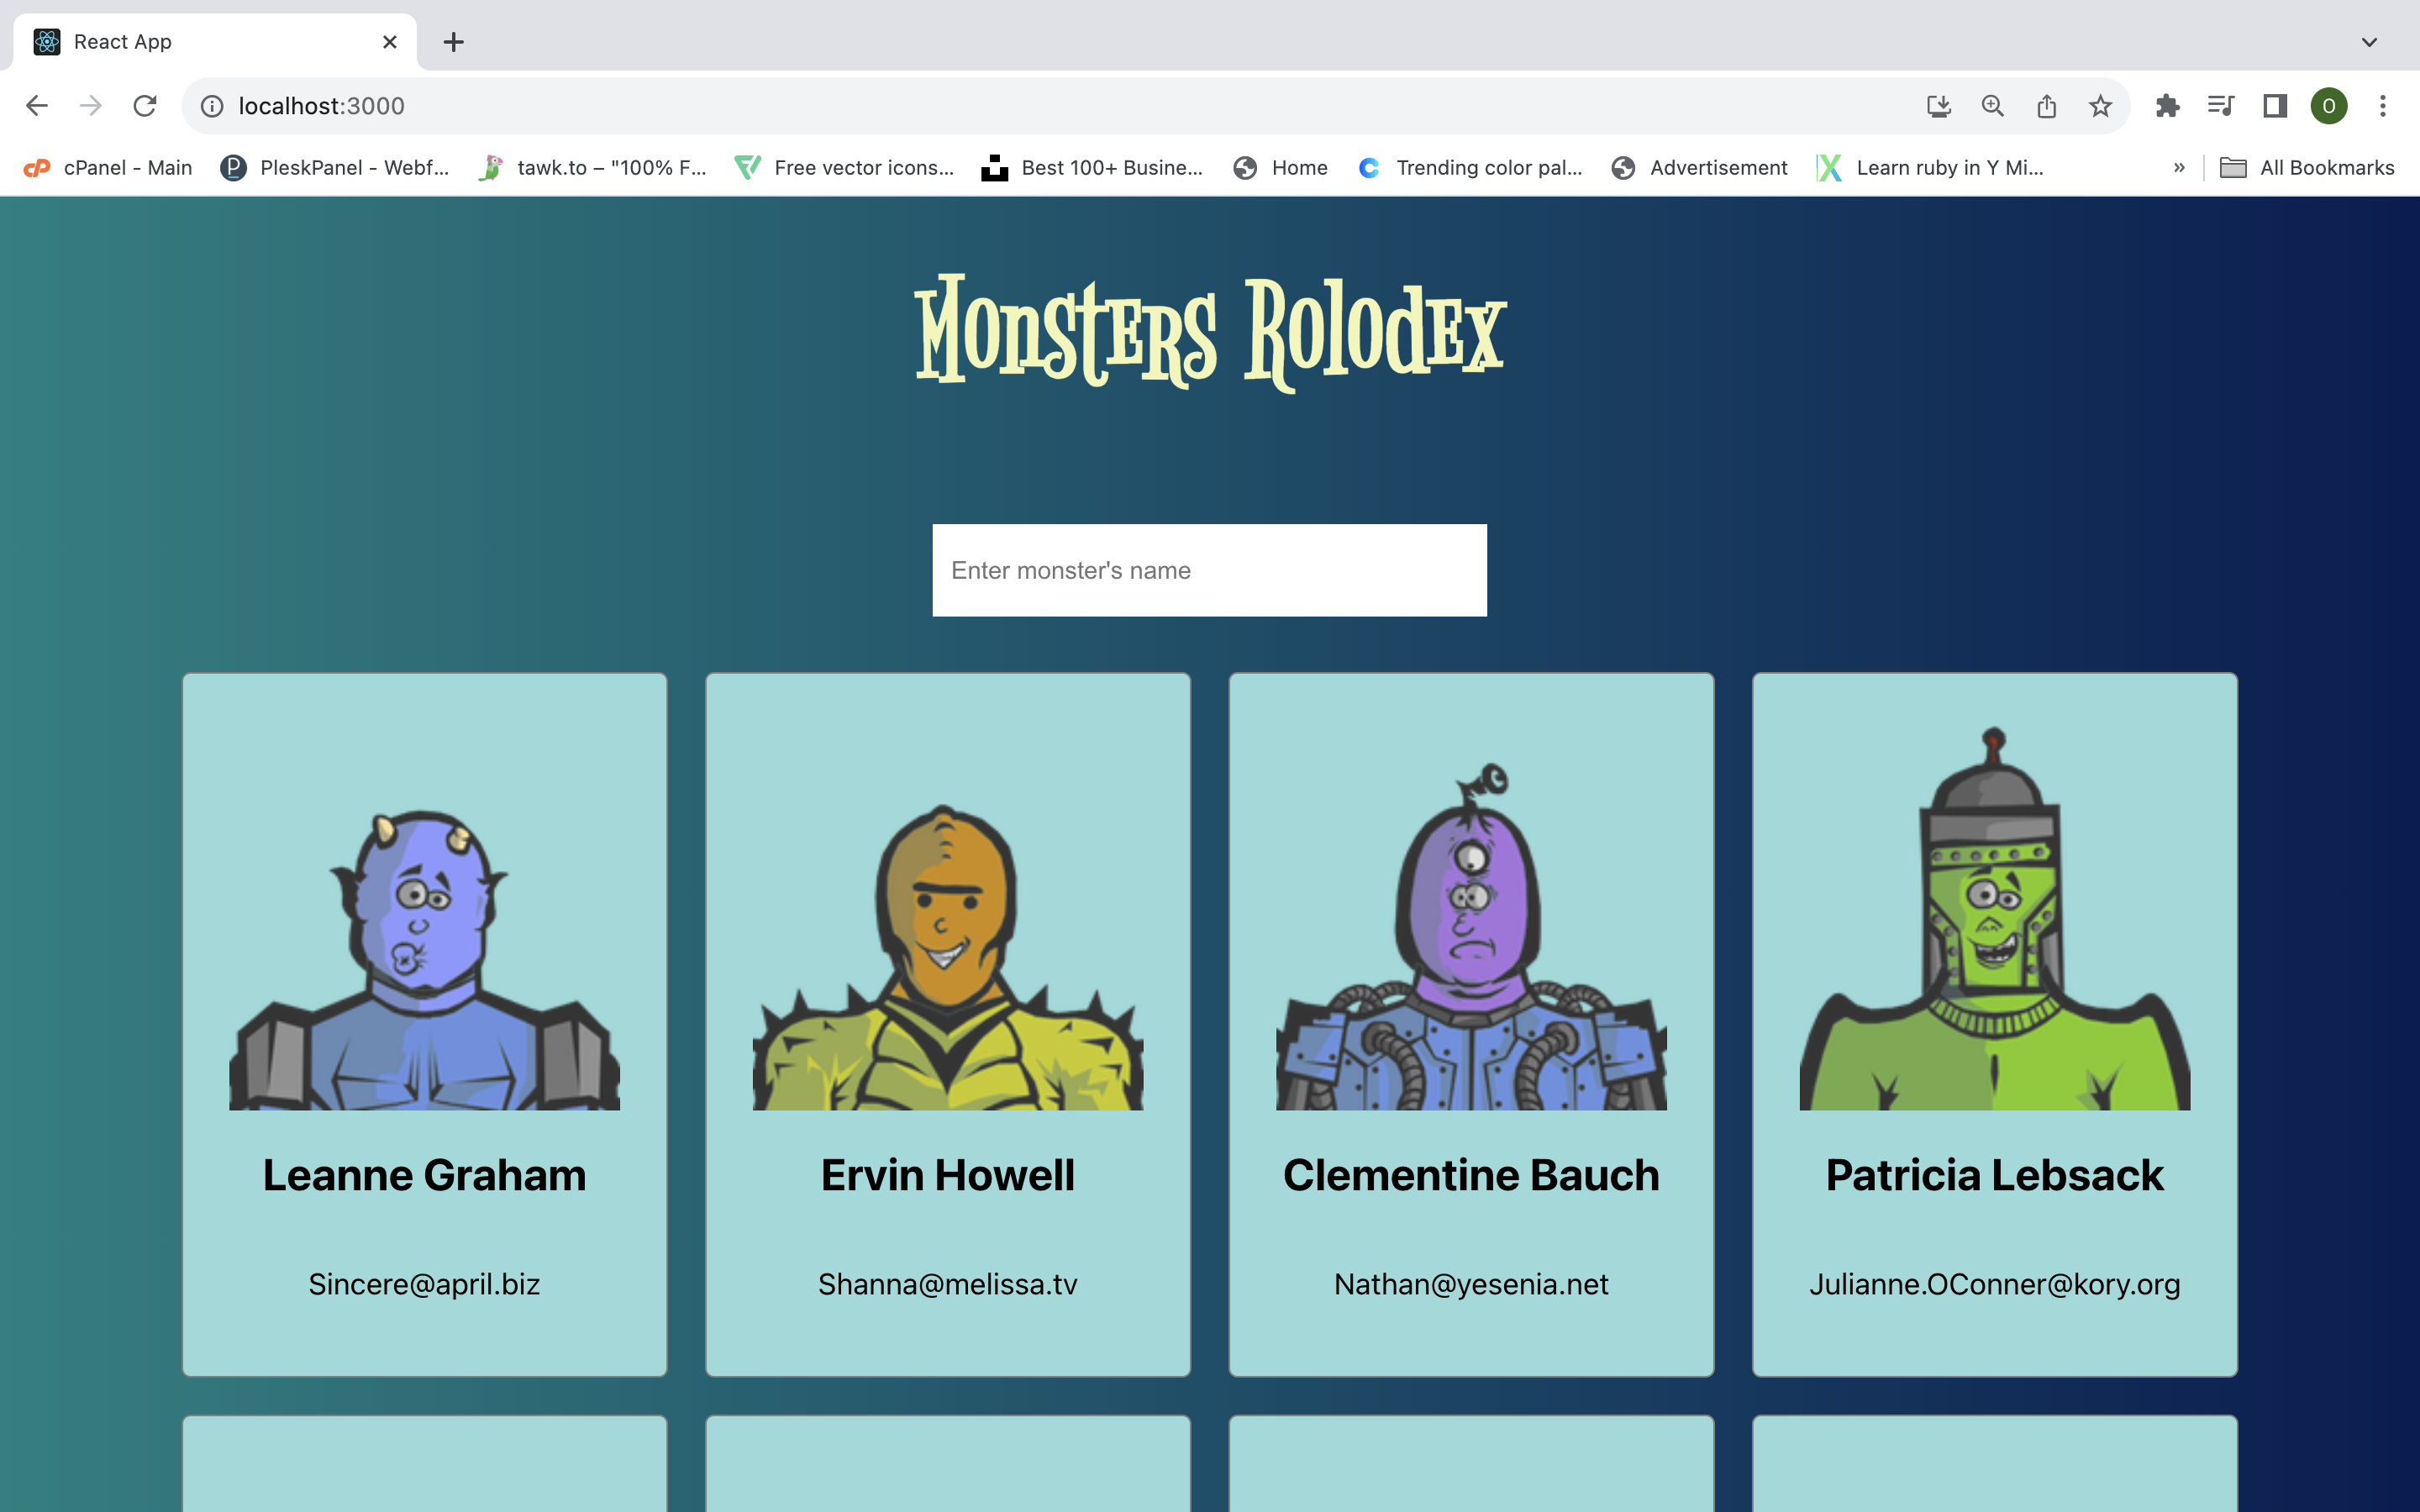 React App
localhost:3000
O
cPanel - Main
PleskPanel - Webf...
tawk.to – "100% F...
Free vector icons...
Best 100+ Busine...
Home
Trending color pal...
Advertisement
Learn ruby in Y Mi...
»
All Bookmarks
Monsters Rolodex
Enter monster's name
Leanne Graham
Ervin Howell
Clementine Bauch
Patricia Lebsack
Sincere@april.biz
Shanna@melissa.tv
Nathan@yesenia.net
Julianne.OConner@kory.org